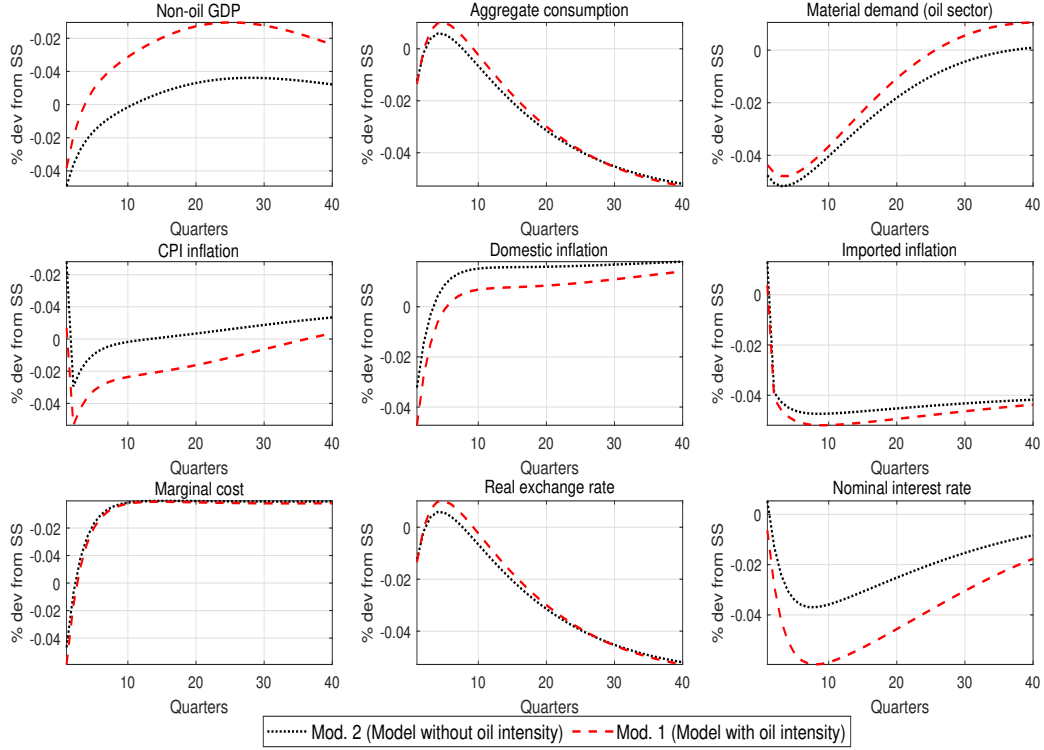 Non-oil GDP
% dev from SS
-0.02
-0.04
0
-0.02
-0.04
10 20 30 40
Quarters
Aggregate consumption
% dev from SS
0
-0.02
-0.04
10 20 30 40
Quarters
Material demand (oil sector)
% dev from SS
0
-0.02
-0.04
10 20 30 40
Quarters
CPI inflation
% dev from SS
-0.02
-0.04
0
-0.02
-0.04
10 20 30 40
Quarters
Domestic inflation
% dev from SS
0
-0.02
-0.04
10 20 30 40
Quarters
Imported inflation
% dev from SS
0
-0.02
-0.04
10 20 30 40
Quarters
Marginal cost
% dev from SS
-0.02
-0.04
0
-0.02
-0.04
10 20 30 40
Quarters
Real exchange rate
% dev from SS
0
-0.02
-0.04
10 20 30 40
Quarters
Nominal interest rate
% dev from SS
0
-0.02
-0.04
10 20 30 40
Quarters
Mod. 2 (Model without oil intensity) Mod. 1 (Model with oil intensity)